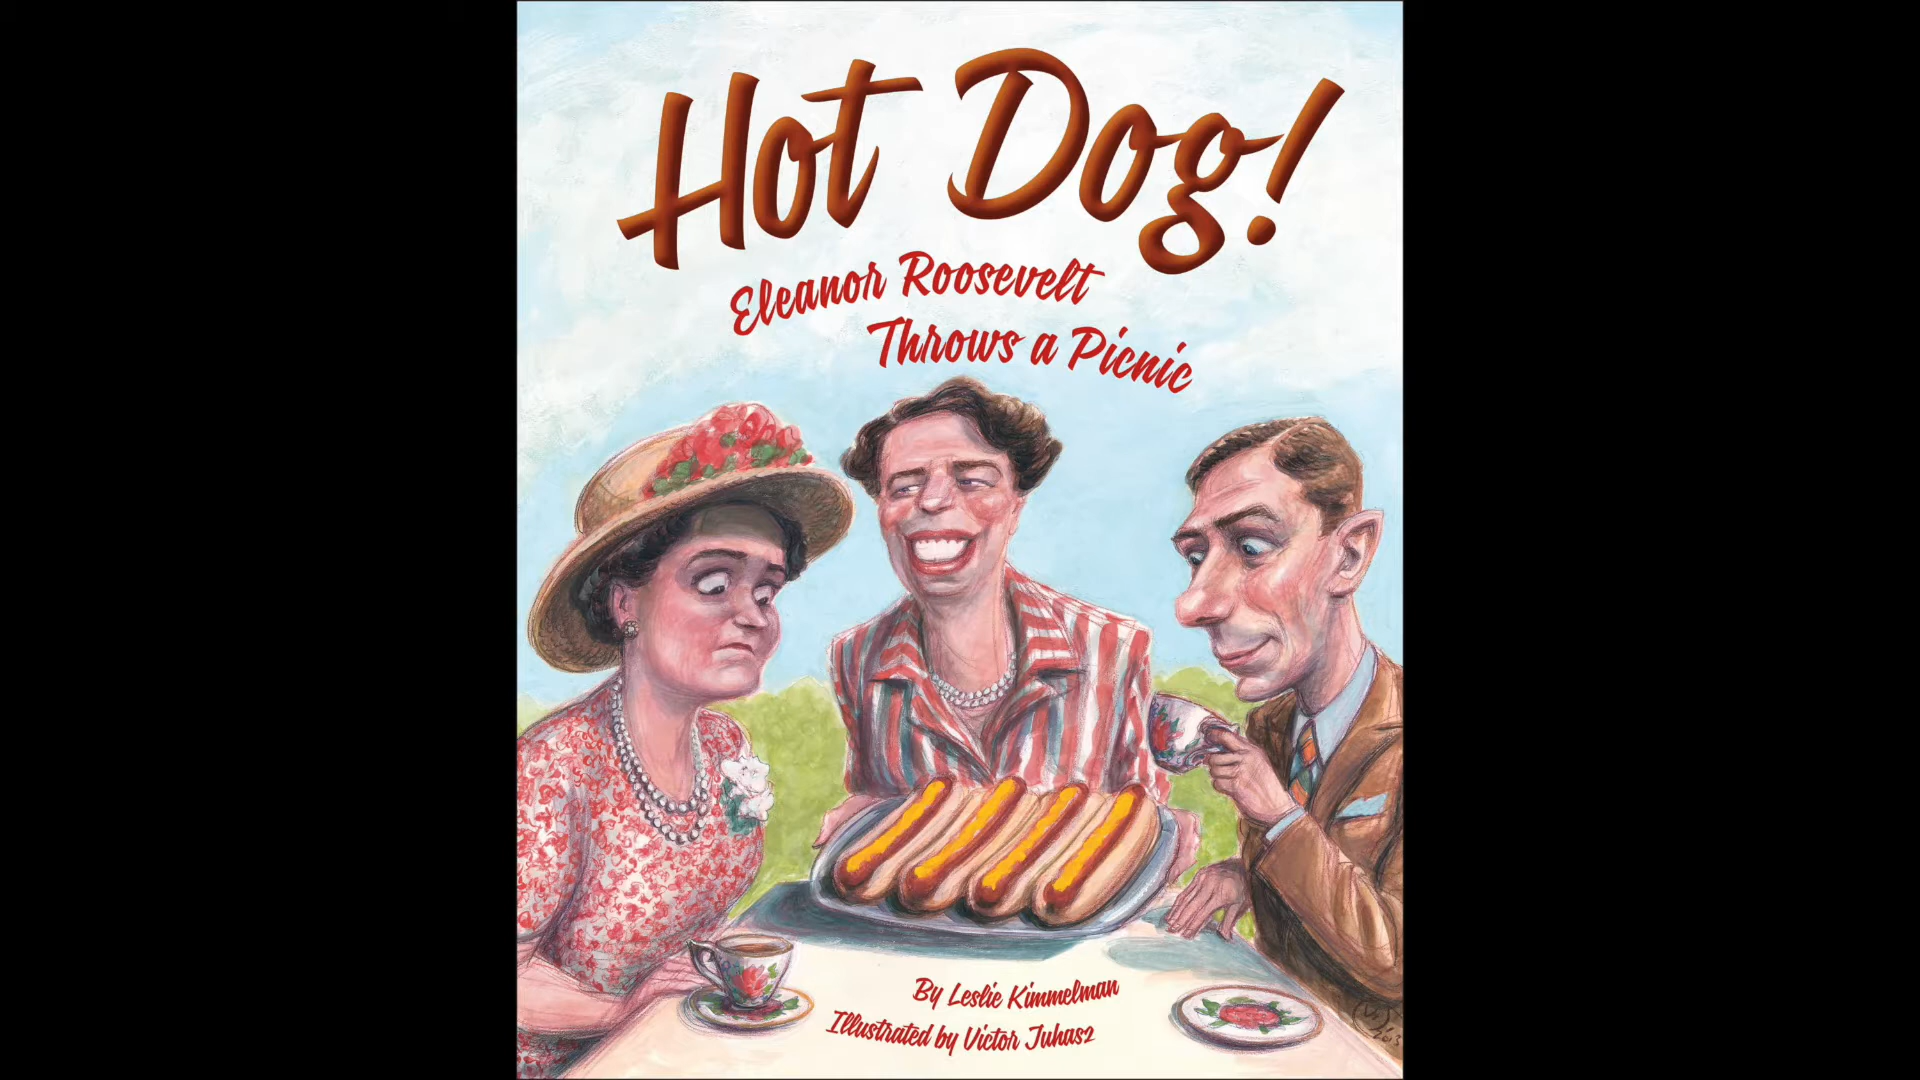 Hot Dog!
Eleanor Roosevelt
Throws a Picnic
By Leslie Kimmelman
Illustrated by Victor Juhasz